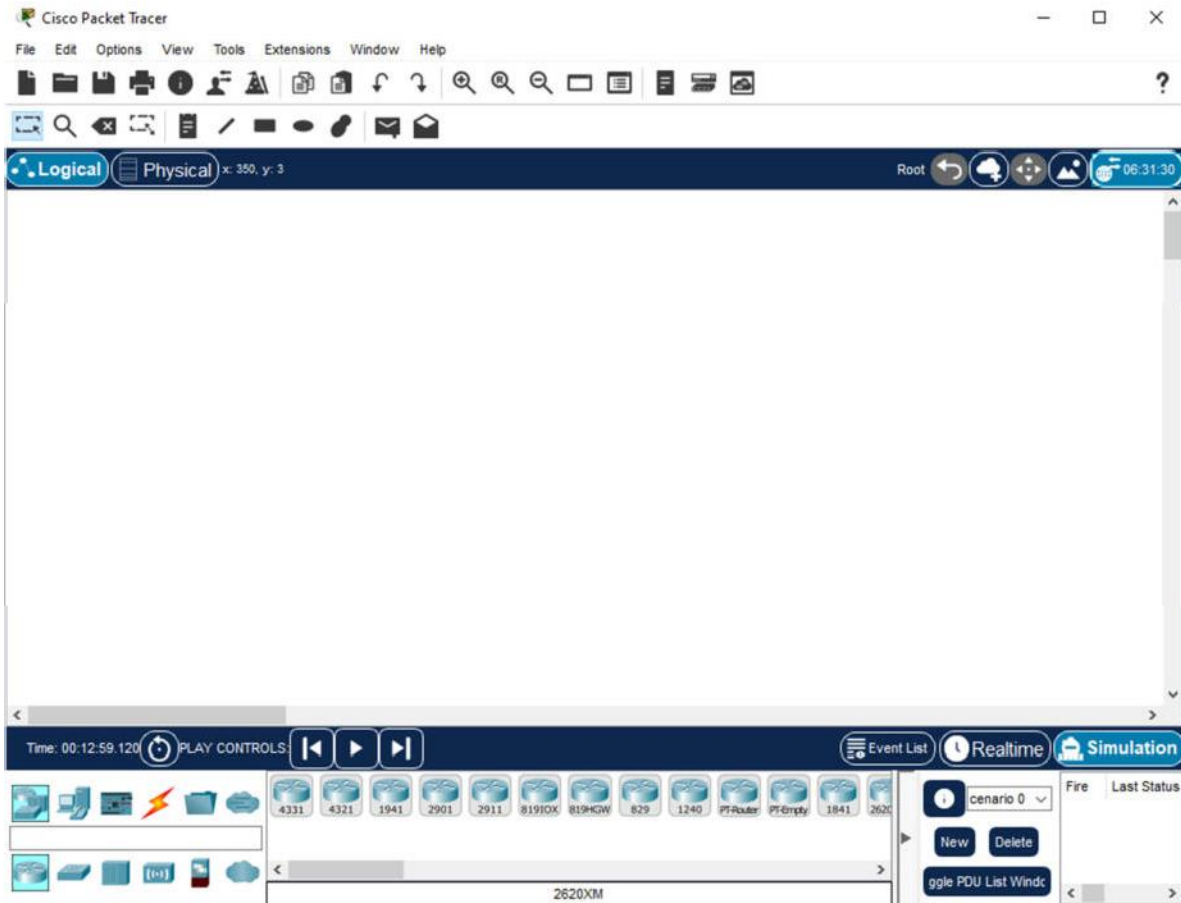 Cisco Packet Tracer
File Edit Options View Tools Extensions Window Help
?
Logical Physical x: 350, y: 3 Root 06:31:30
Time: 00:12:59.120 PLAY CONTROLS: Event List Realtime Simulation
4331 4321 1941 2901 2911 819IOX 819HGW 829 1240 PT-Router PT-Empty 1841 2620
cenario 0 Fire Last Status
New Delete
ggle PDU List Windo
2620XM